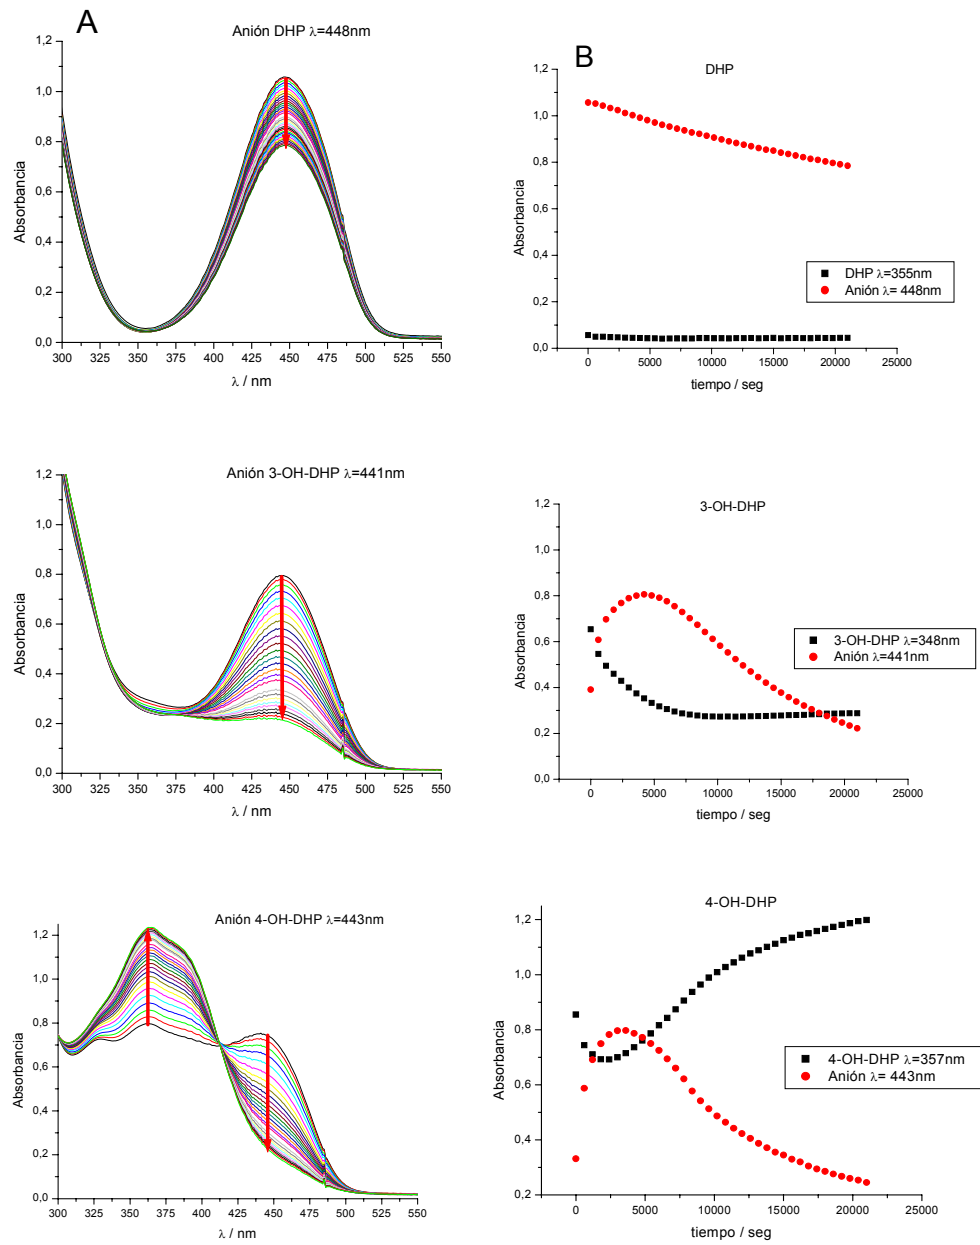 A
Anión DHP λ=448nm
1,2
1,0
0,8
0,6
0,4
0,2
0,0
Absorbancia
300 325 350 375 400 425 450 475 500 525 550
λ / nm
B
DHP
1,2
1,0
0,8
0,6
0,4
0,2
0,0
Absorbancia
DHP λ=355nm
Anión λ= 448nm
0 5000 10000 15000 20000 25000
tiempo / seg
Anión 3-OH-DHP λ=441nm
1,2
1,0
0,8
0,6
0,4
0,2
0,0
Absorbancia
300 325 350 375 400 425 450 475 500 525 550
λ / nm
3-OH-DHP
1,2
1,0
0,8
0,6
0,4
0,2
0,0
Absorbancia
3-OH-DHP λ=348nm
Anión λ=441nm
0 5000 10000 15000 20000 25000
tiempo / seg
Anión 4-OH-DHP λ=443nm
1,2
1,0
0,8
0,6
0,4
0,2
0,0
Absorbancia
300 325 350 375 400 425 450 475 500 525 550
λ / nm
4-OH-DHP
1,2
1,0
0,8
0,6
0,4
0,2
Absorbancia
4-OH-DHP λ=357nm
Anión λ= 443nm
0 5000 10000 15000 20000 25000
tiempo / seg